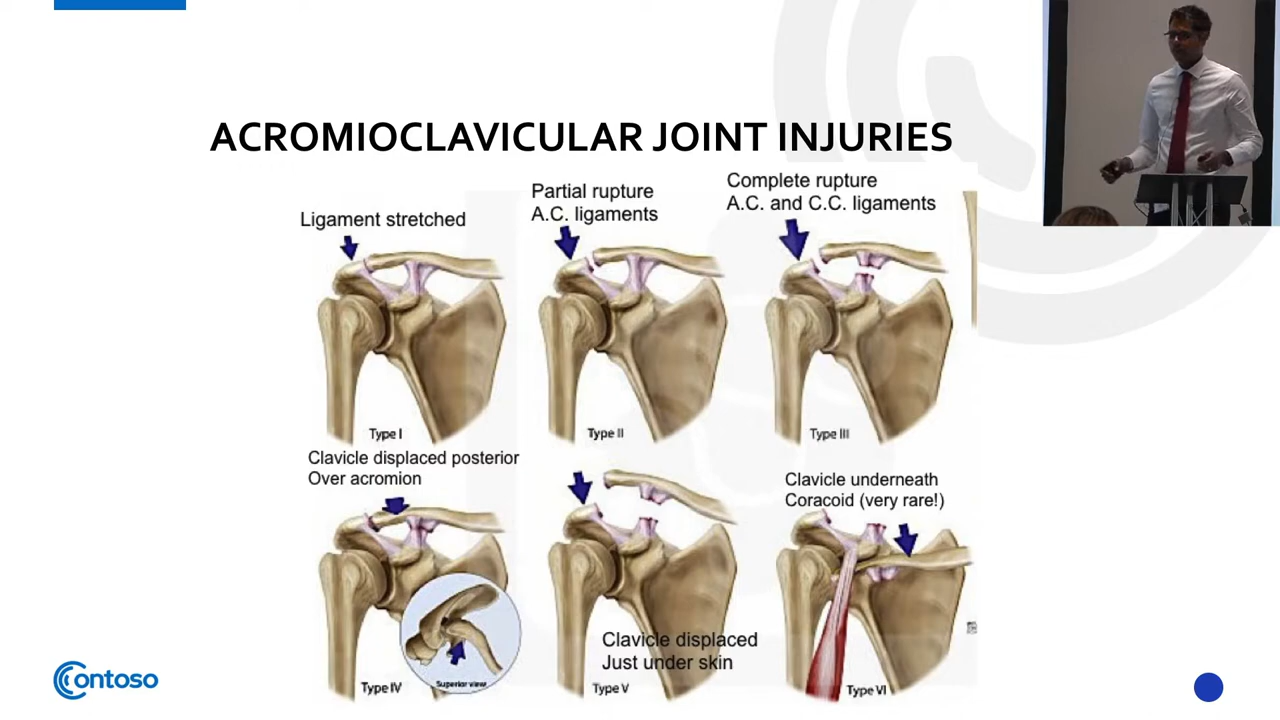 ACROMIOCLAVICULAR JOINT INJURIES
Ligament stretched
Partial rupture
A.C. ligaments
Complete rupture
A.C. and C.C. ligaments
Type I
Type II
Type III
Clavicle displaced posterior
Over acromion
Clavicle underneath
Coracoid (very rare!)
Clavicle displaced
Just under skin
Superior view
Type IV
Type V
Type VI
Contoso